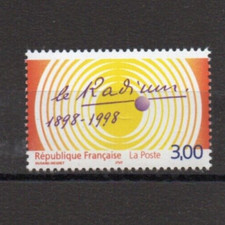 le Radium.
1898-1998
République Française La Poste 3,00